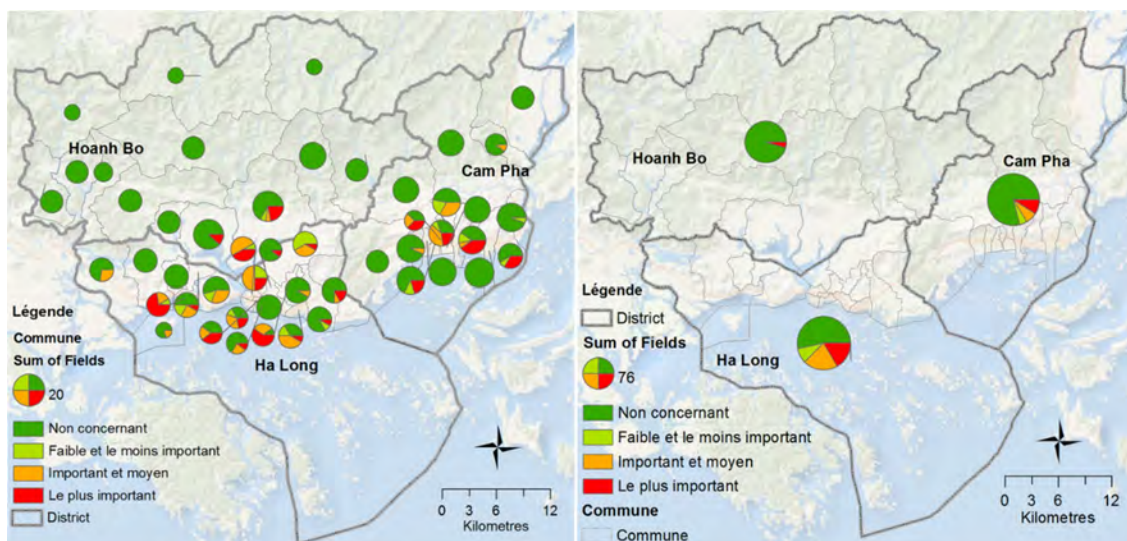 Hoanh Bo
Cam Pha
Ha Long
Légende
Commune
Sum of Fields
20
Non concernant
Faible et le moins important
Important et moyen
Le plus important
District
0 3 6 12
Kilometres
Hoanh Bo
Cam Pha
Ha Long
Légende
District
Sum of Fields
76
Non concernant
Faible et le moins important
Important et moyen
Le plus important
Commune
Commune
0 3 6 12
Kilometres